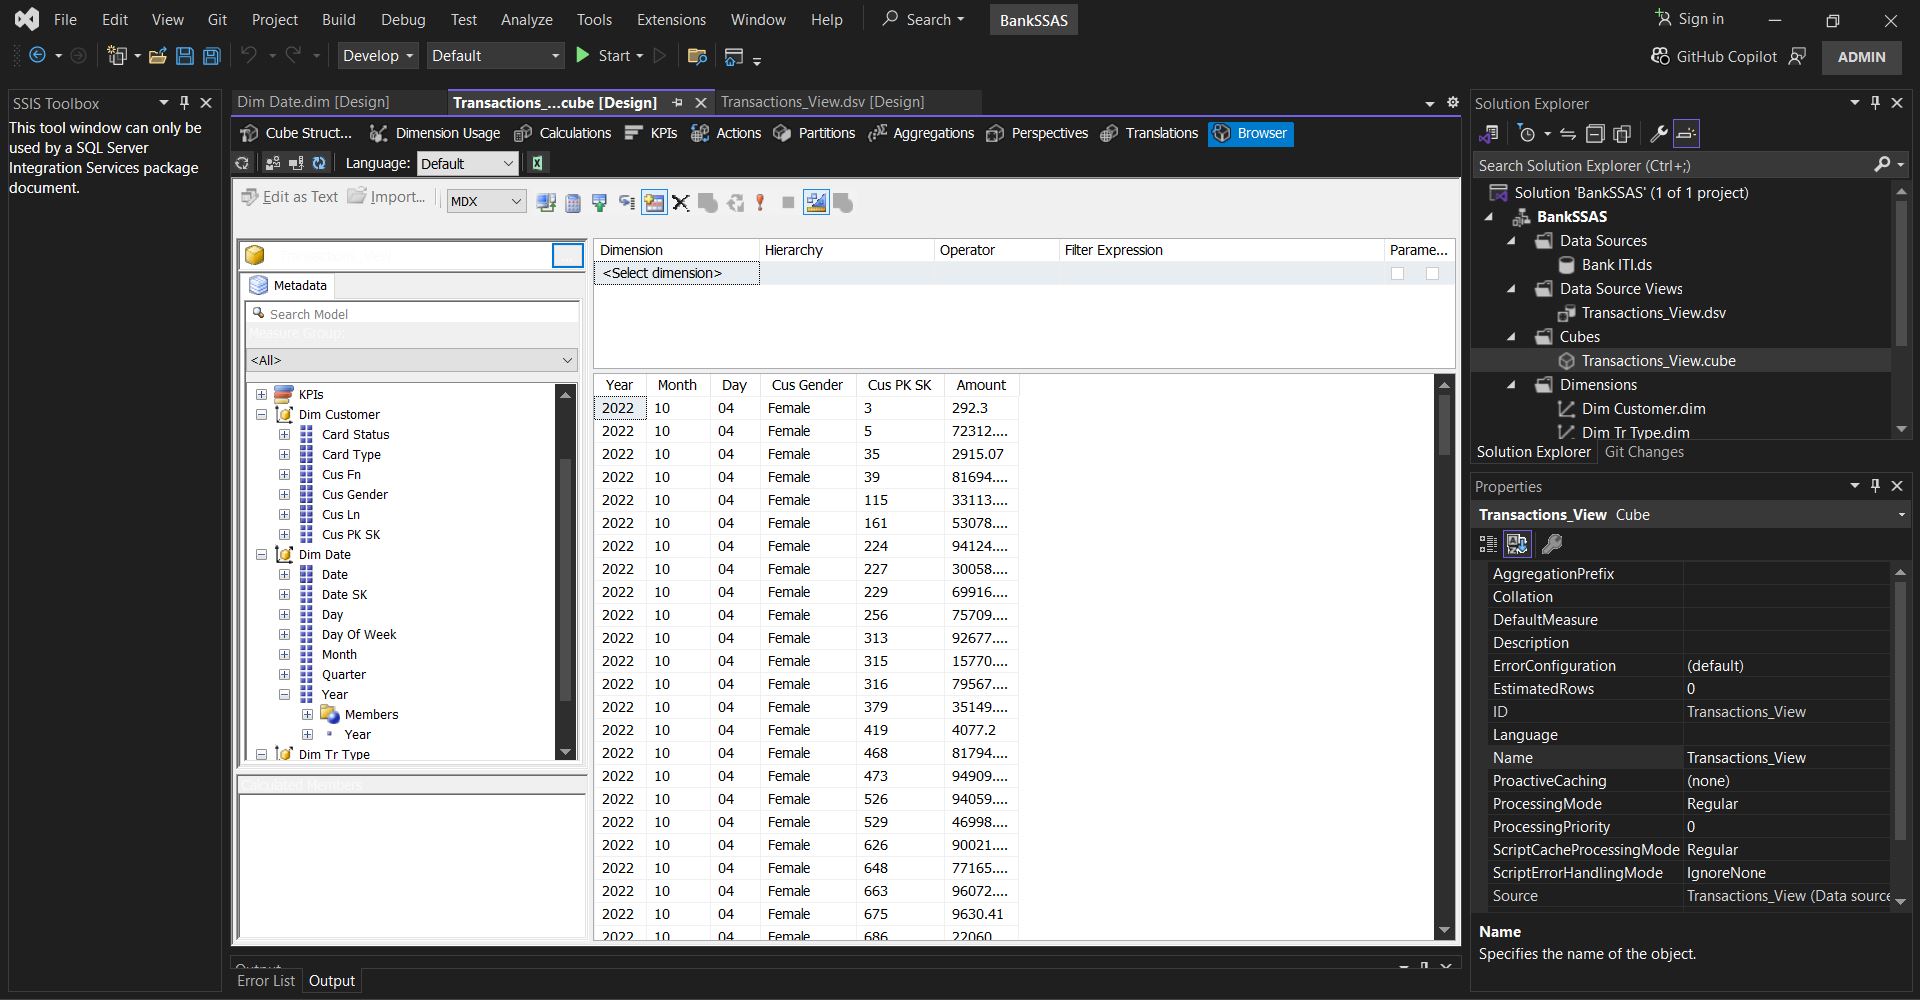 File Edit View Git Project Build Debug Test Analyze Tools Extensions Window Help Search BankSSAS Sign in
Develop Default Start GitHub Copilot ADMIN
SSIS Toolbox
This tool window can only be
used by a SQL Server
Integration Services package
document.
Dim Date.dim [Design] Transactions_...cube [Design] Transactions_View.dsv [Design]
Cube Struct... Dimension Usage Calculations KPIs Actions Partitions Aggregations Perspectives Translations Browser
Language: Default
Edit as Text Import... MDX
...
Metadata
Search Model
Measure Group:
<All>
KPIs
Dim Customer
Card Status
Card Type
Cus Fn
Cus Gender
Cus Ln
Cus PK SK
Dim Date
Date
Date SK
Day
Day Of Week
Month
Quarter
Year
Members
Year
Dim Tr Type
Calculated Members
Dimension Hierarchy Operator Filter Expression Parame...
<Select dimension>
Year Month Day Cus Gender Cus PK SK Amount
2022 10 04 Female 3 292.3
2022 10 04 Female 5 72312....
2022 10 04 Female 35 2915.07
2022 10 04 Female 39 81694....
2022 10 04 Female 115 33113....
2022 10 04 Female 161 53078....
2022 10 04 Female 224 94124....
2022 10 04 Female 227 30058....
2022 10 04 Female 229 69916....
2022 10 04 Female 256 75709....
2022 10 04 Female 313 92677....
2022 10 04 Female 315 15770....
2022 10 04 Female 316 79567....
2022 10 04 Female 379 35149....
2022 10 04 Female 419 4077.2
2022 10 04 Female 468 81794....
2022 10 04 Female 473 94909....
2022 10 04 Female 526 94059....
2022 10 04 Female 529 46998....
2022 10 04 Female 626 90021....
2022 10 04 Female 648 77165....
2022 10 04 Female 663 96072....
2022 10 04 Female 675 9630.41
2022 10 04 Female 686 22060
Output
Error List Output
Solution Explorer
Search Solution Explorer (Ctrl+;)
Solution 'BankSSAS' (1 of 1 project)
BankSSAS
Data Sources
Bank ITI.ds
Data Source Views
Transactions_View.dsv
Cubes
Transactions_View.cube
Dimensions
Dim Customer.dim
Dim Tr Type.dim
Solution Explorer Git Changes
Properties
Transactions_View Cube
AggregationPrefix
Collation
DefaultMeasure
Description
ErrorConfiguration (default)
EstimatedRows 0
ID Transactions_View
Language
Name Transactions_View
ProactiveCaching (none)
ProcessingMode Regular
ProcessingPriority 0
ScriptCacheProcessingMode Regular
ScriptErrorHandlingMode IgnoreNone
Source Transactions_View (Data source
Name
Specifies the name of the object.